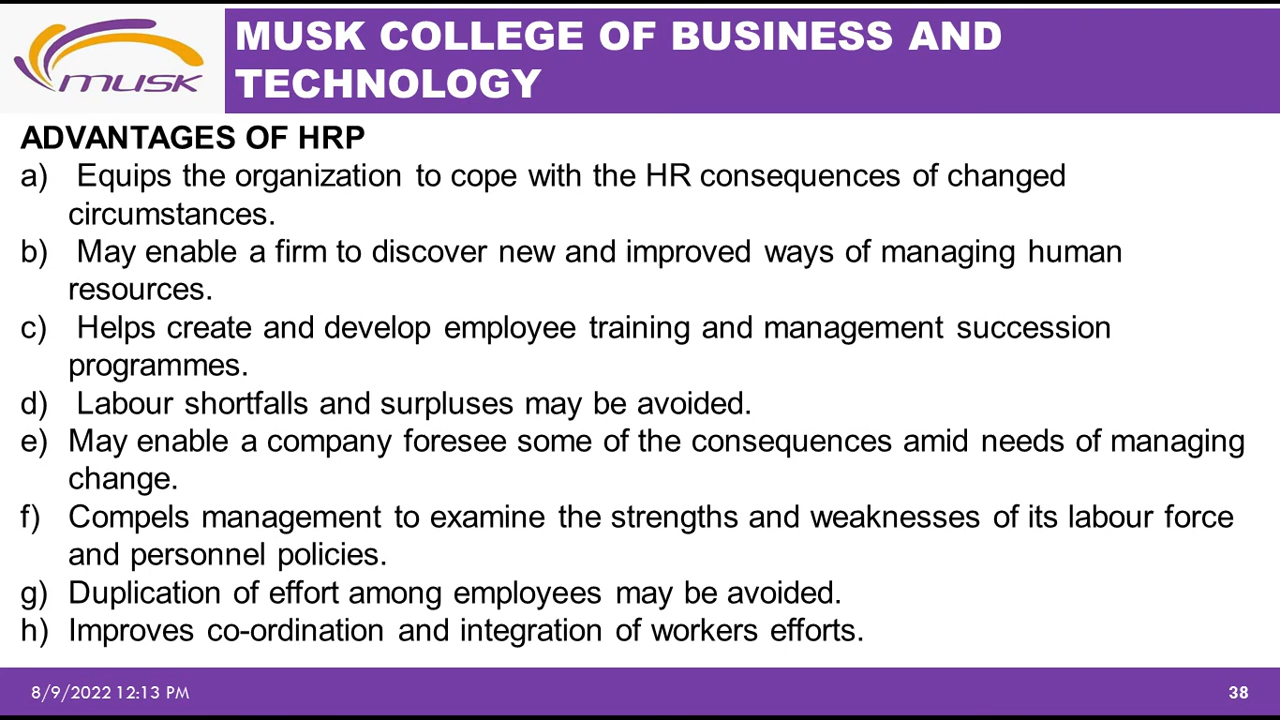 musk
MUSK COLLEGE OF BUSINESS AND
TECHNOLOGY
ADVANTAGES OF HRP
a) Equips the organization to cope with the HR consequences of changed
circumstances.
b) May enable a firm to discover new and improved ways of managing human
resources.
c) Helps create and develop employee training and management succession
programmes.
d) Labour shortfalls and surpluses may be avoided.
e) May enable a company foresee some of the consequences amid needs of managing
change.
f) Compels management to examine the strengths and weaknesses of its labour force
and personnel policies.
g) Duplication of effort among employees may be avoided.
h) Improves co-ordination and integration of workers efforts.
8/9/2022 12:13 PM
38